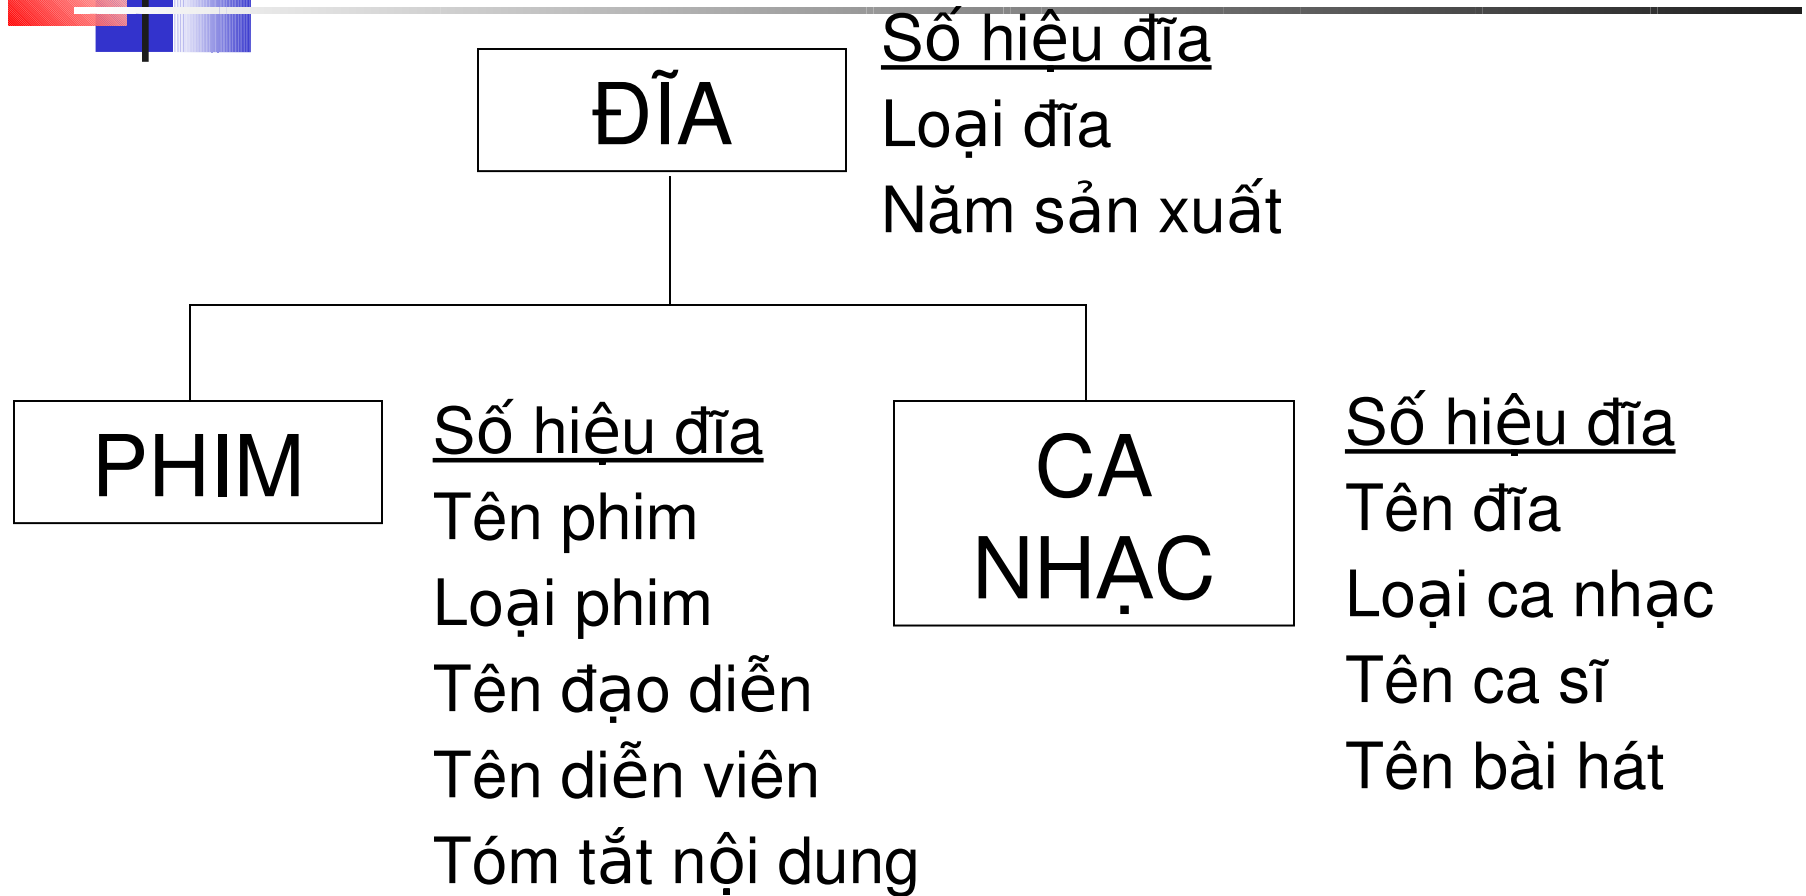 ĐĨA
Số hiệu đĩa
Loại đĩa
Năm sản xuất
PHIM
Số hiệu đĩa
Tên phim
Loại phim
Tên đạo diễn
Tên diễn viên
Tóm tắt nội dung
CA
NHẠC
Số hiệu đĩa
Tên đĩa
Loại ca nhạc
Tên ca sĩ
Tên bài hát